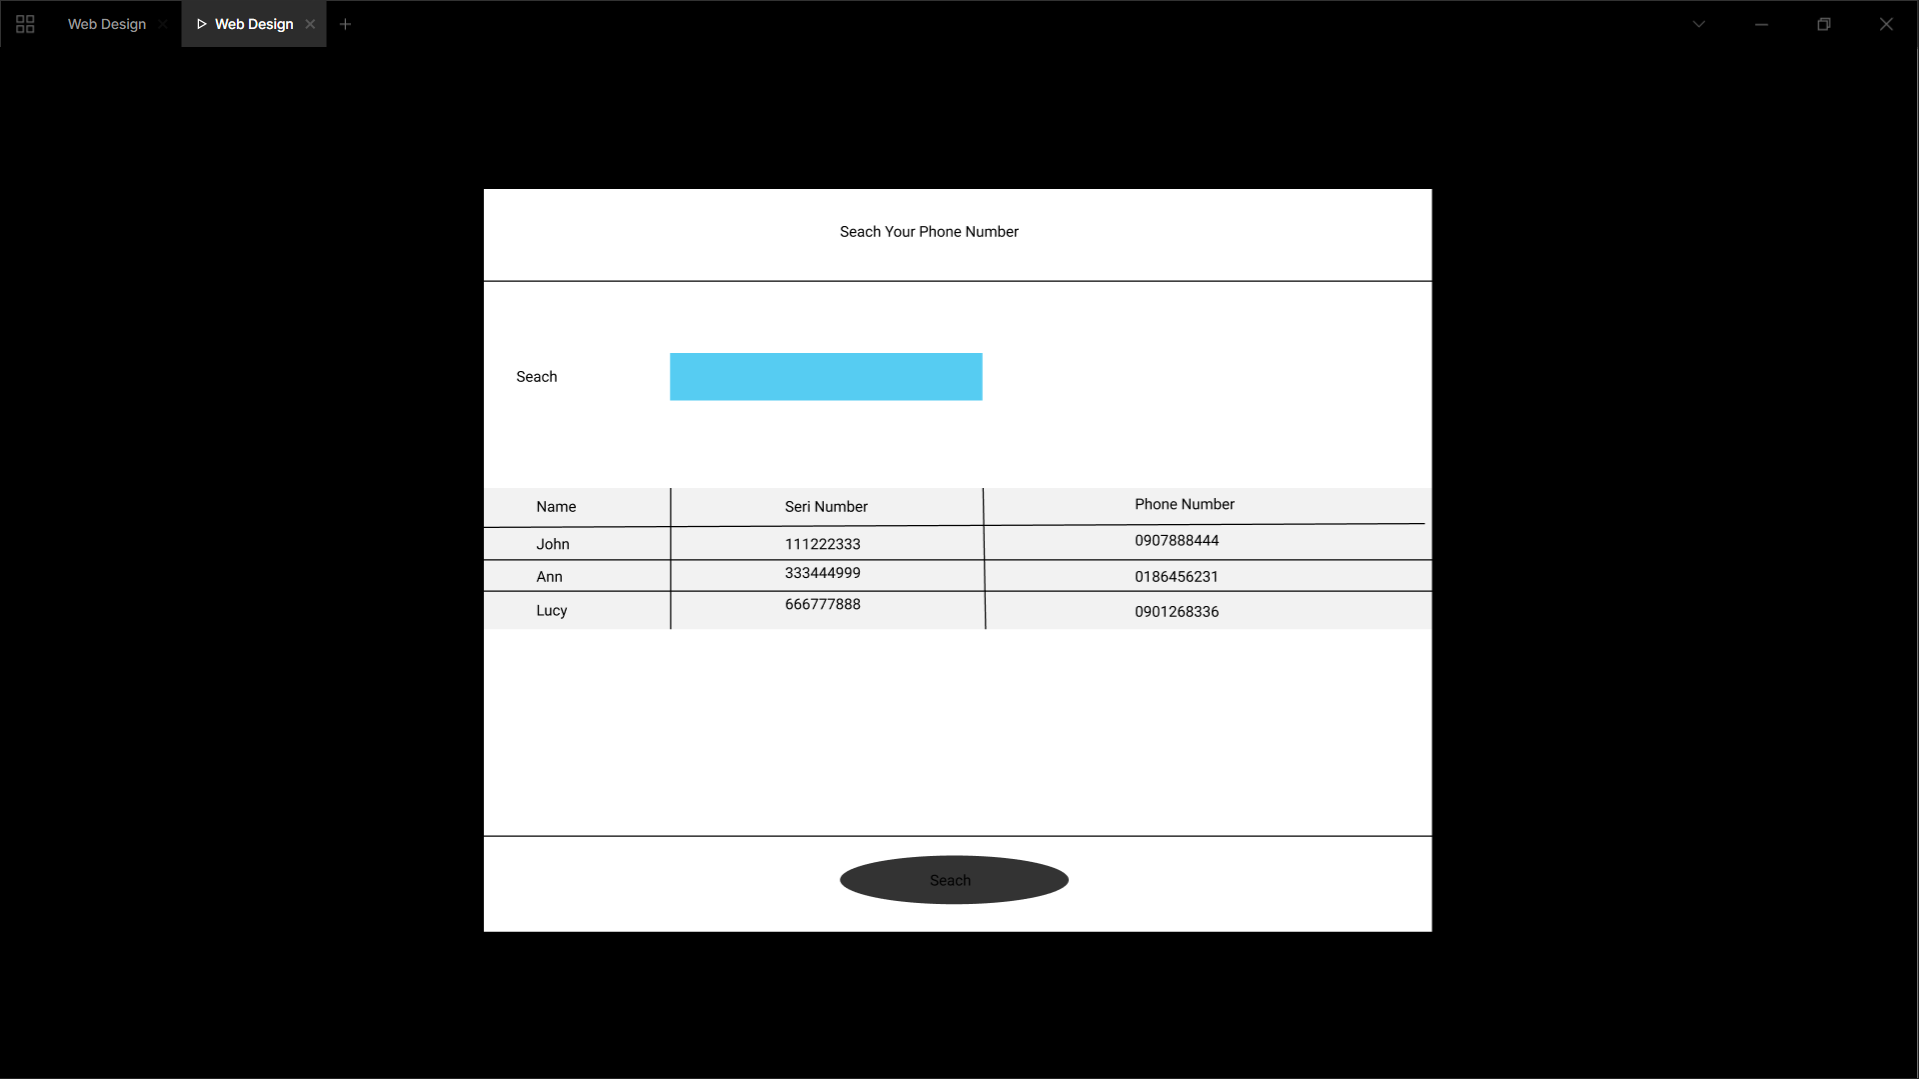 Web Design Web Design
Seach Your Phone Number
Seach
Name Seri Number Phone Number
John 111222333 0907888444
Ann 333444999 0186456231
Lucy 666777888 0901268336
Seach